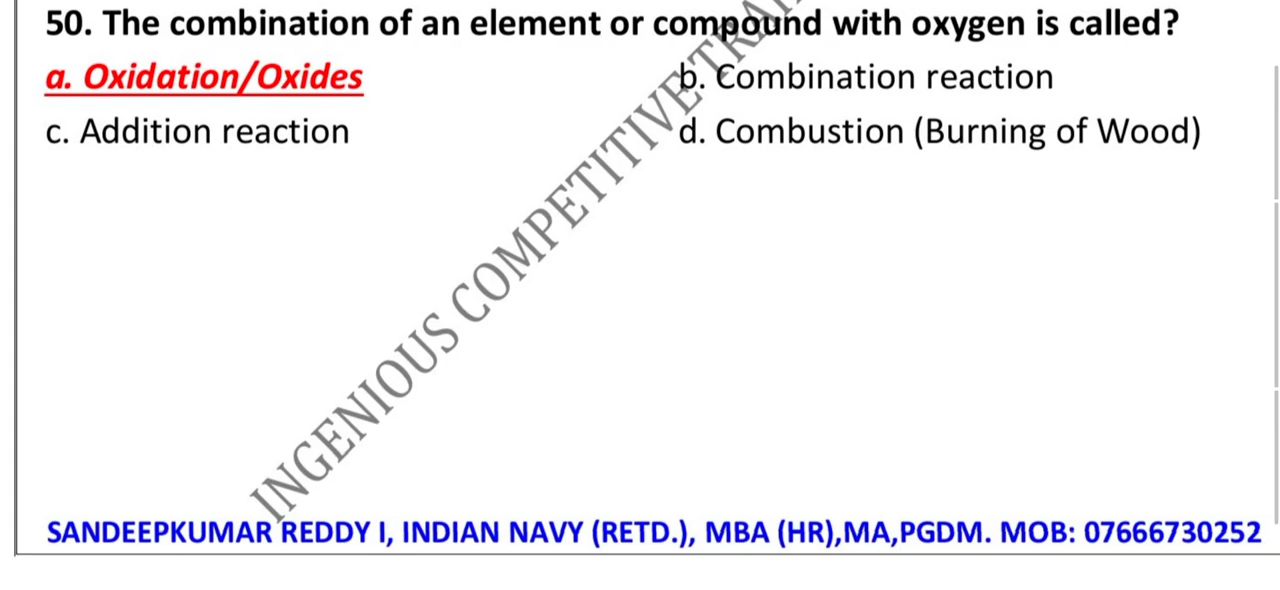 50. The combination of an element or compound with oxygen is called?
a. Oxidation/Oxides b. Combination reaction
c. Addition reaction d. Combustion (Burning of Wood)
INGENIOUS COMPETITIVE
SANDEEPKUMAR REDDY I, INDIAN NAVY (RETD.), MBA (HR),MA,PGDM. MOB: 07666730252